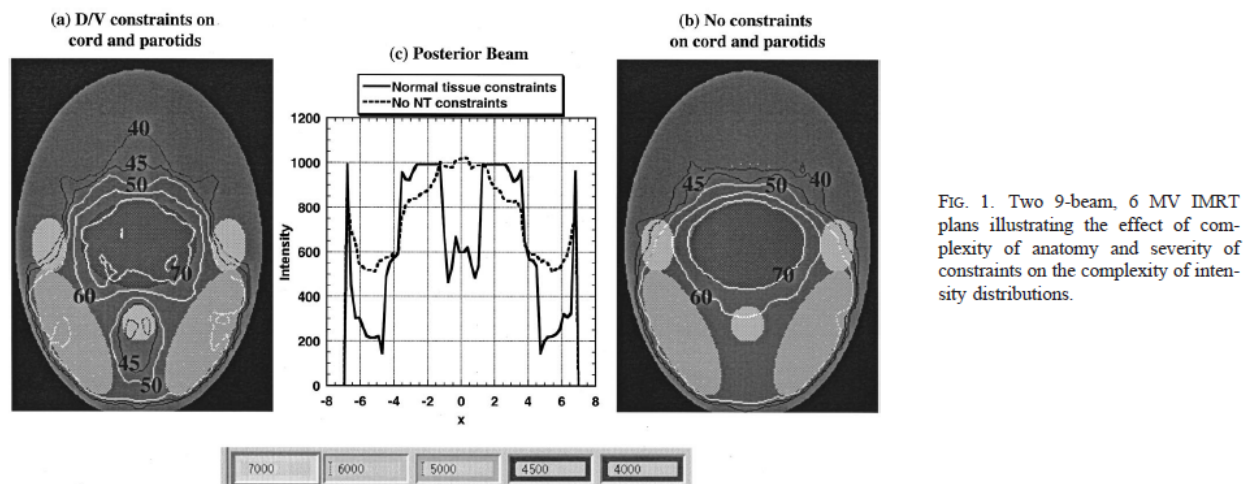 (a) D/V constraints on
cord and parotids
40
45
50
70
60
45
50
(c) Posterior Beam
Normal tissue constraints
No NT constraints
1200
1000
800
600
400
200
0
Intensity
-8 -6 -4 -2 0 2 4 6 8
x
(b) No constraints
on cord and parotids
45 50 40
70
60
7000 6000 5000 4500 4000
FIG. 1. Two 9-beam, 6 MV IMRT
plans illustrating the effect of com-
plexity of anatomy and severity of
constraints on the complexity of inten-
sity distributions.